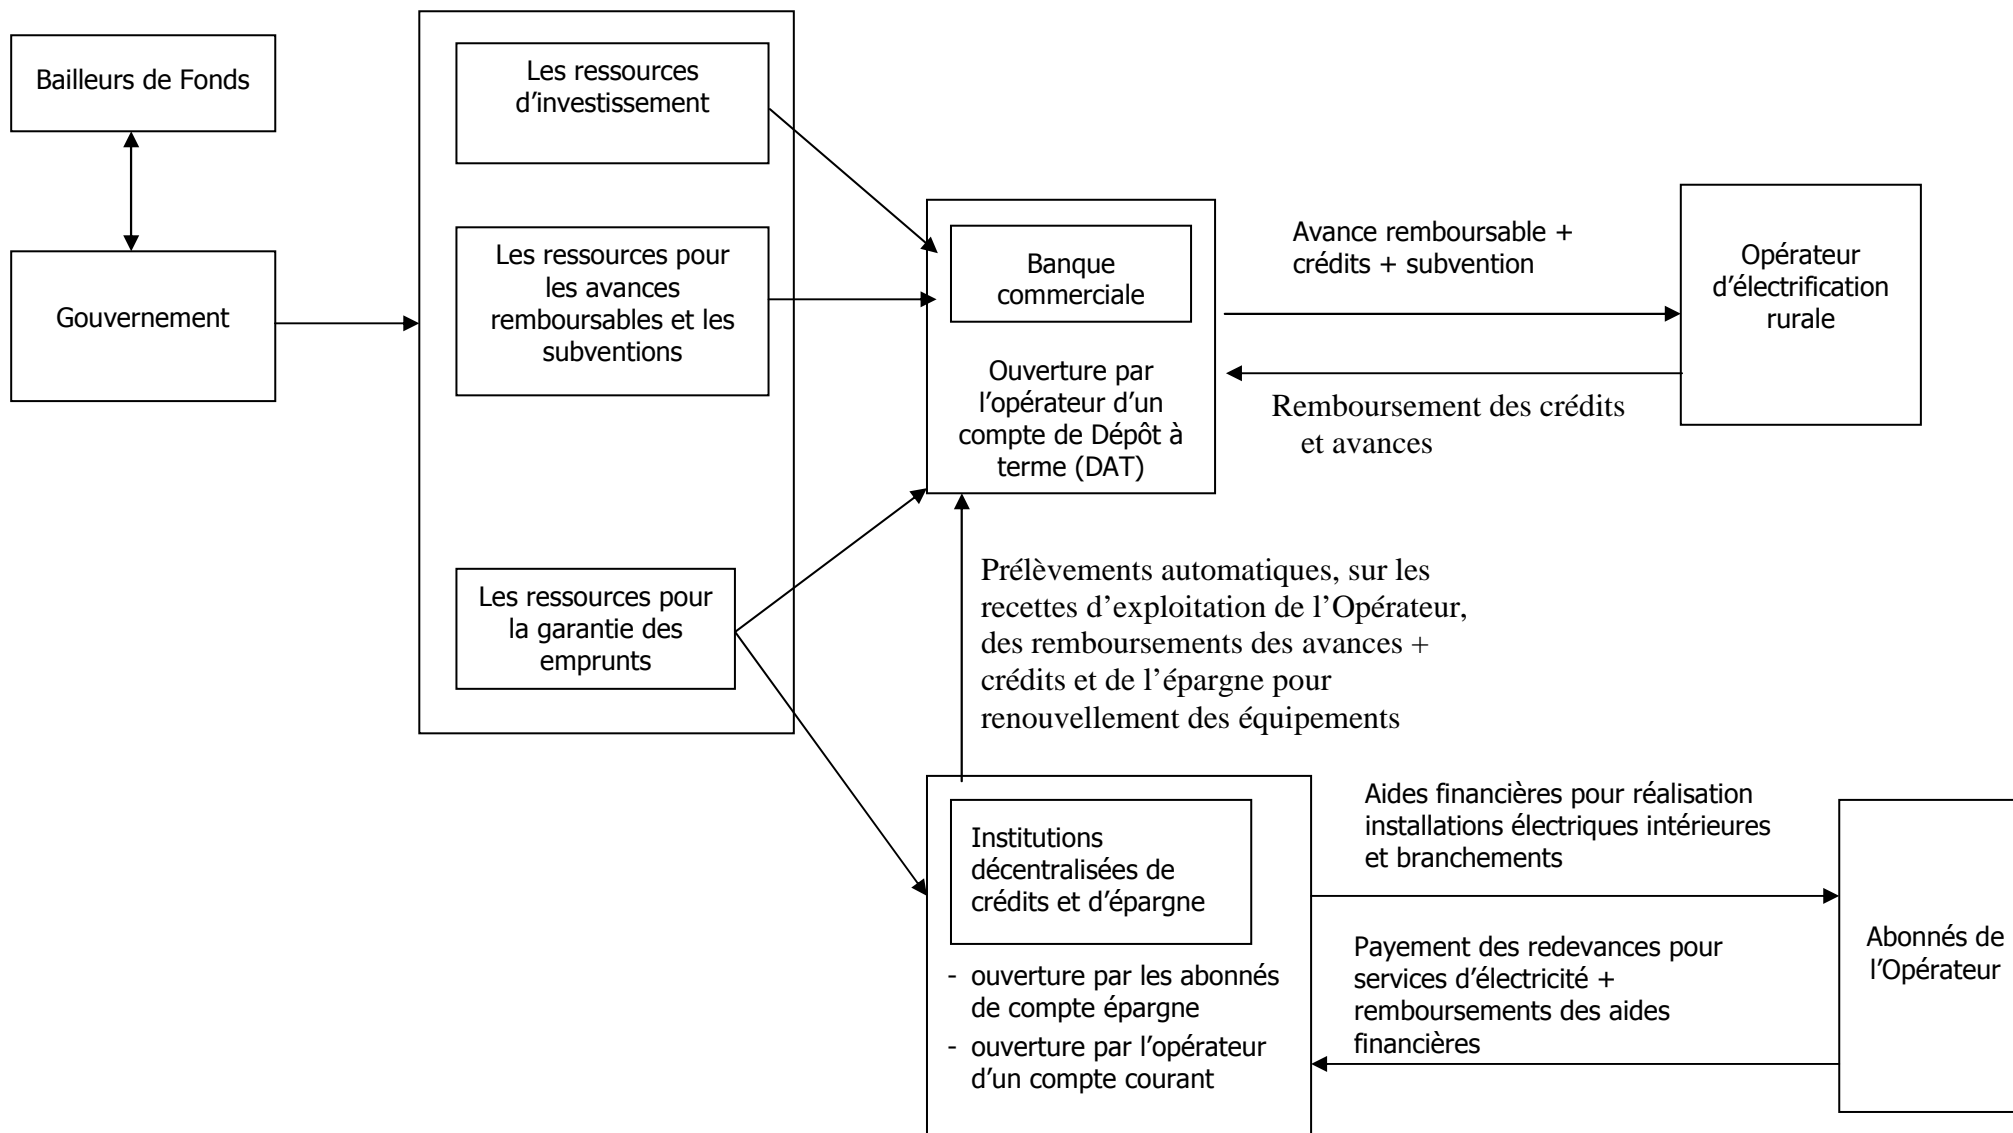 Bailleurs de Fonds
Gouvernement
Les ressources
d’investissement
Les ressources pour
les avances
remboursables et les
subventions
Les ressources pour
la garantie des
emprunts
Banque
commerciale
Ouverture par
l’opérateur d’un
compte de Dépôt à
terme (DAT)
Avance remboursable +
crédits + subvention
Remboursement des crédits
et avances
Opérateur
d’électrification
rurale
Prélèvements automatiques, sur les
recettes d’exploitation de l’Opérateur,
des remboursements des avances +
crédits et de l’épargne pour
renouvellement des équipements
Institutions
décentralisées de
crédits et d’épargne
- ouverture par les abonnés
de compte épargne
- ouverture par l’opérateur
d’un compte courant
Aides financières pour réalisation
installations électriques intérieures
et branchements
Payement des redevances pour
services d’électricité +
remboursements des aides
financières
Abonnés de
l’Opérateur